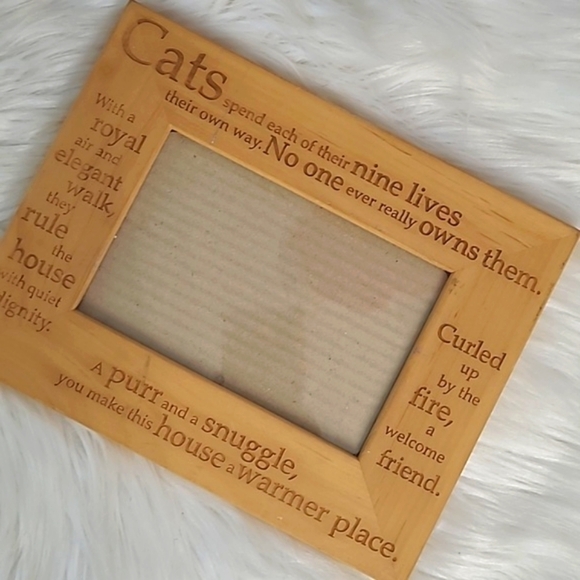 Cats spend each of their nine lives
their own way. No one ever really owns them.
With a
royal
air and
elegant
walk,
they
rule
the
house
with quiet
dignity.
Curled
up
by the
fire,
a
welcome
friend.
A purr and a snuggle,
you make this house a warmer place.